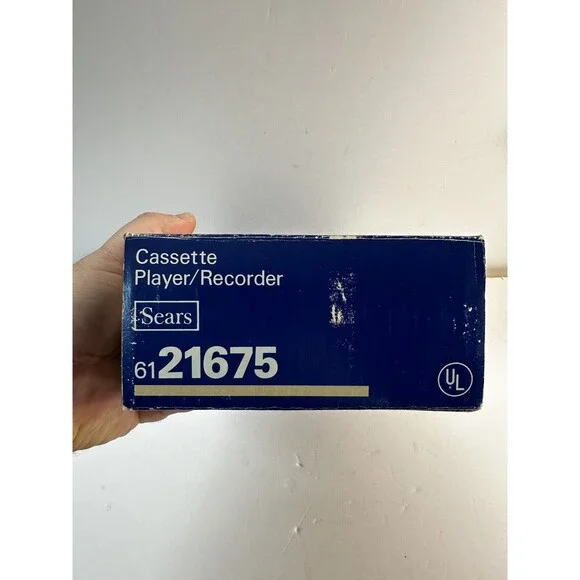 Cassette
Player/Recorder
Sears
61 21675
UL